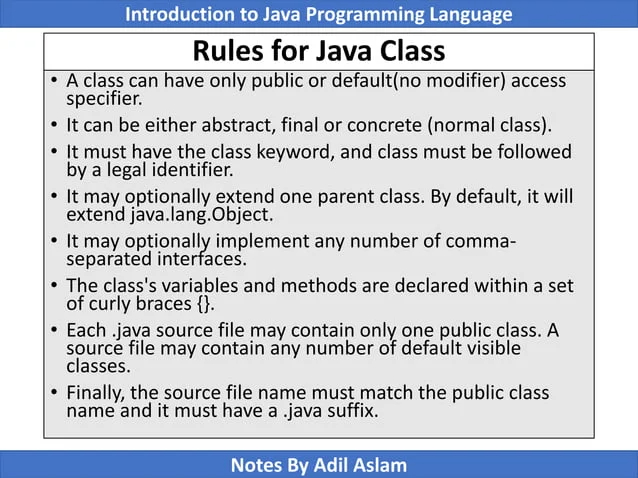 Introduction to Java Programming Language
Rules for Java Class
• A class can have only public or default(no modifier) access
specifier.
• It can be either abstract, final or concrete (normal class).
• It must have the class keyword, and class must be followed
by a legal identifier.
• It may optionally extend one parent class. By default, it will
extend java.lang.Object.
• It may optionally implement any number of comma-
separated interfaces.
• The class's variables and methods are declared within a set
of curly braces {}.
• Each .java source file may contain only one public class. A
source file may contain any number of default visible
classes.
• Finally, the source file name must match the public class
name and it must have a .java suffix.
Notes By Adil Aslam